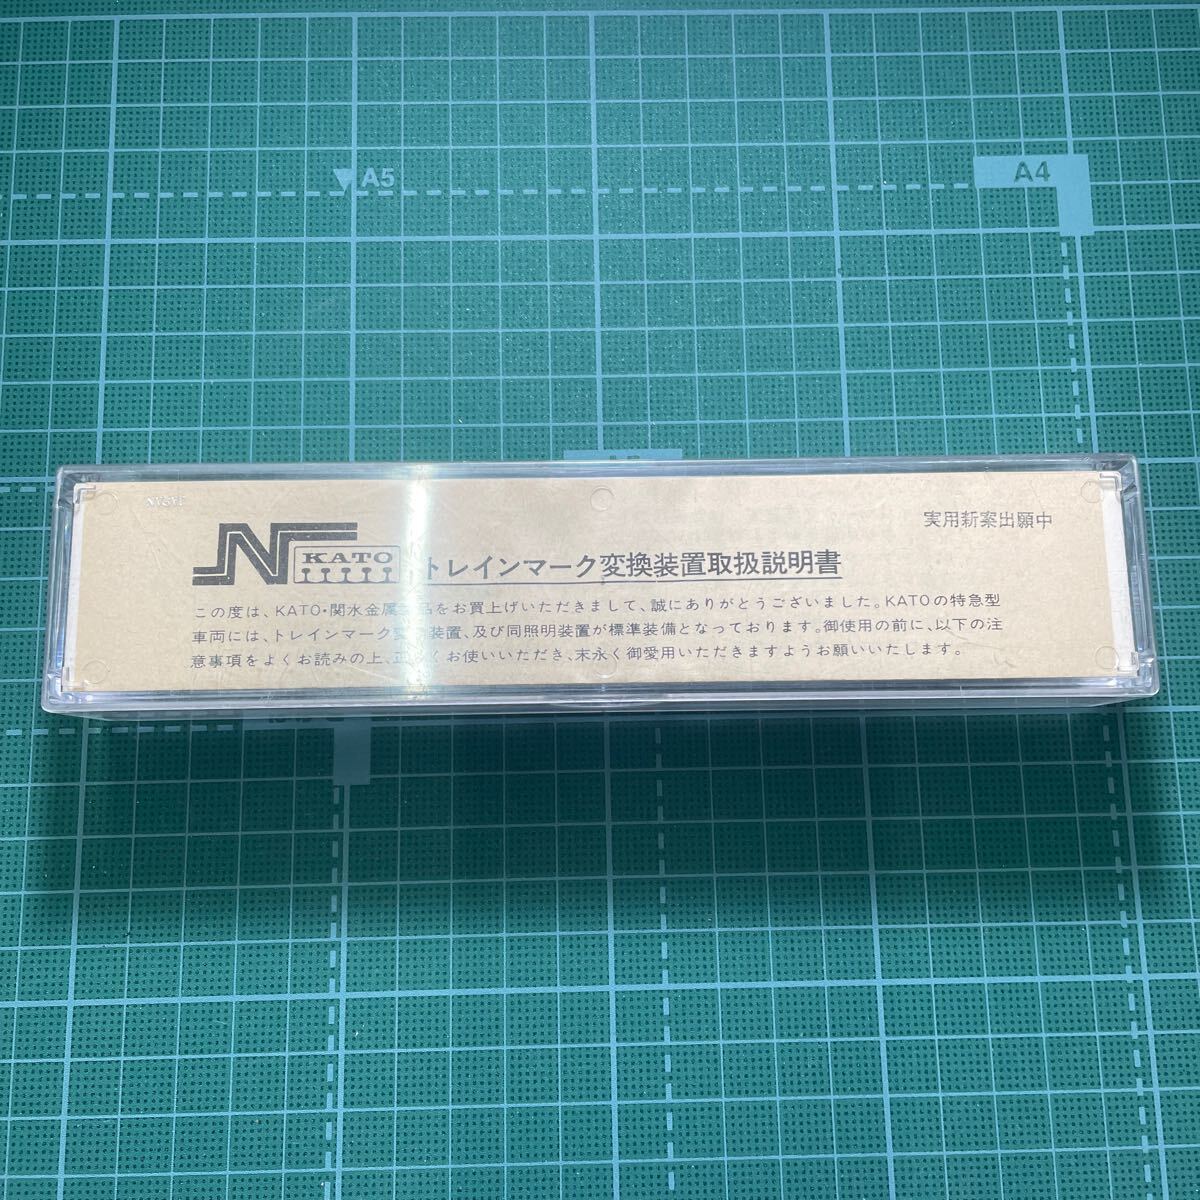 A5
A4
実用新案出願中
N KATO トレインマーク変換装置取扱説明書
この度は、KATO・関水金属製品をお買上げいただきまして、誠にありがとうございました。KATOの特急型
車両には、トレインマーク変換装置、及び同照明装置が標準装備となっております。御使用の前に、以下の注
意事項をよくお読みの上、正しくお使いいただき、末永く御愛用いただきますようお願いいたします。